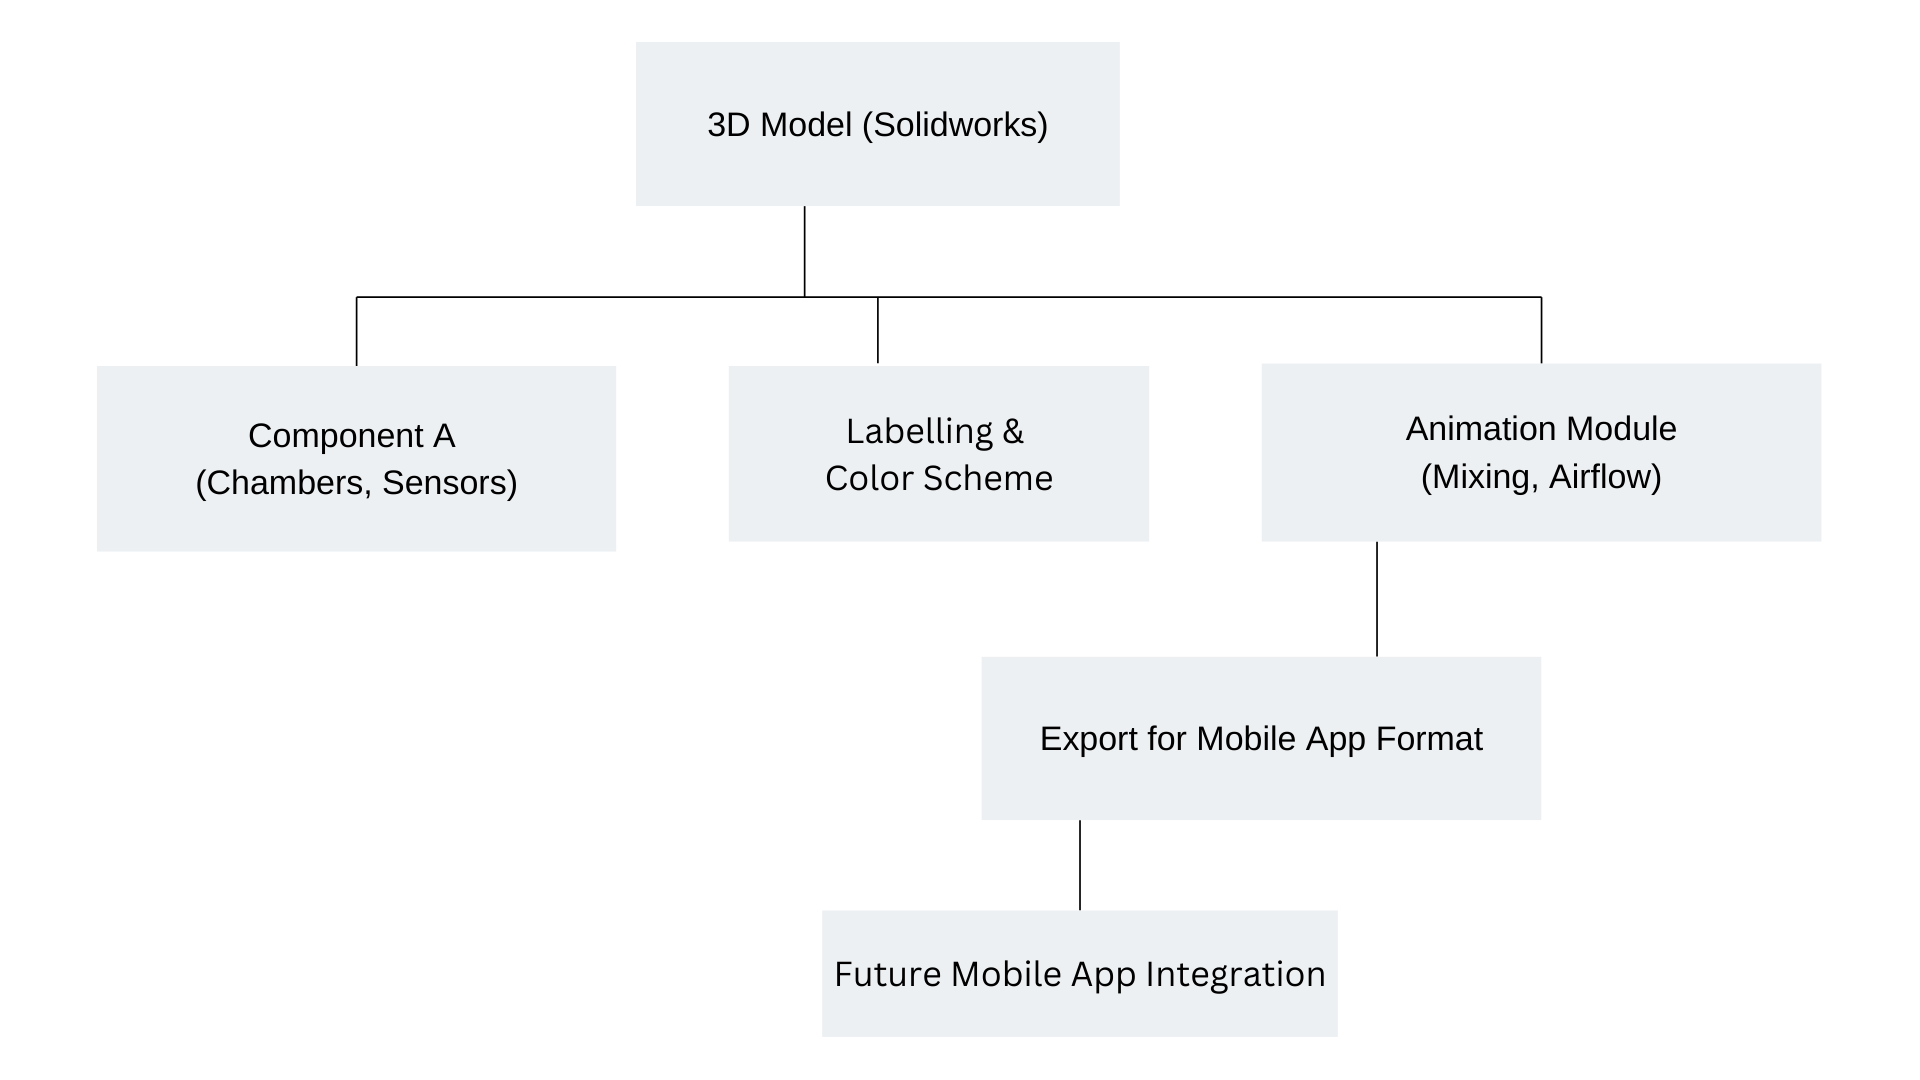 3D Model (Solidworks)
Component A
(Chambers, Sensors)
Labelling &
Color Scheme
Animation Module
(Mixing, Airflow)
Export for Mobile App Format
Future Mobile App Integration